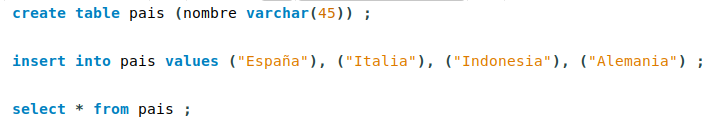 create table pais (nombre varchar(45)) ;
insert into pais values ("España"), ("Italia"), ("Indonesia"), ("Alemania") ;
select * from pais ;